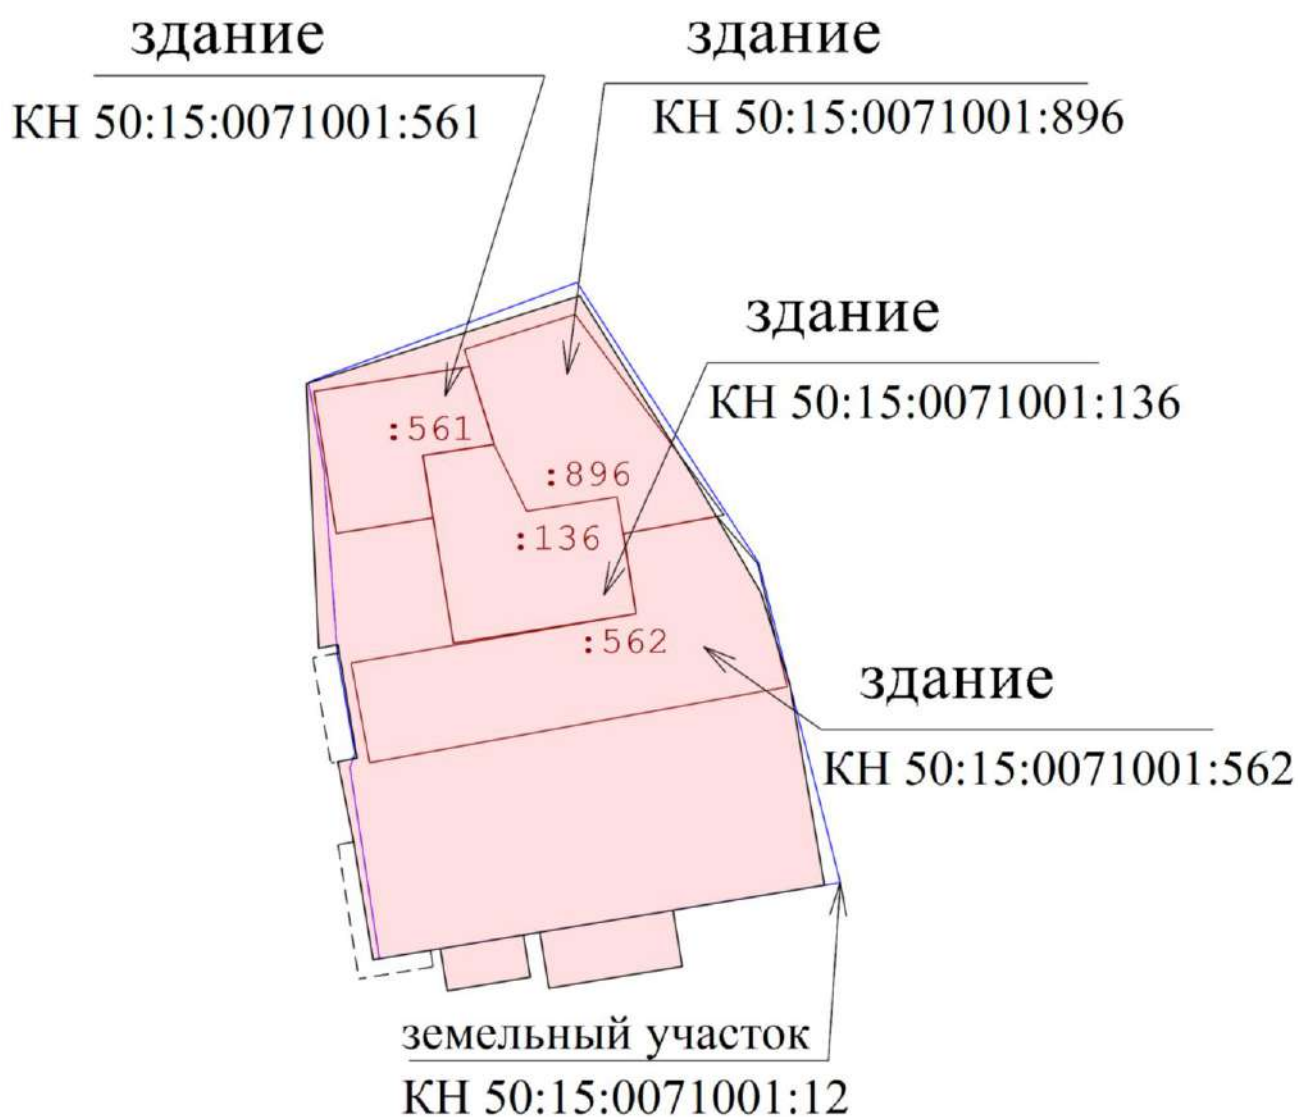 здание
КН 50:15:0071001:561
здание
КН 50:15:0071001:896
здание
КН 50:15:0071001:136
:561
:896
:136
:562
здание
КН 50:15:0071001:562
земельный участок
КН 50:15:0071001:12